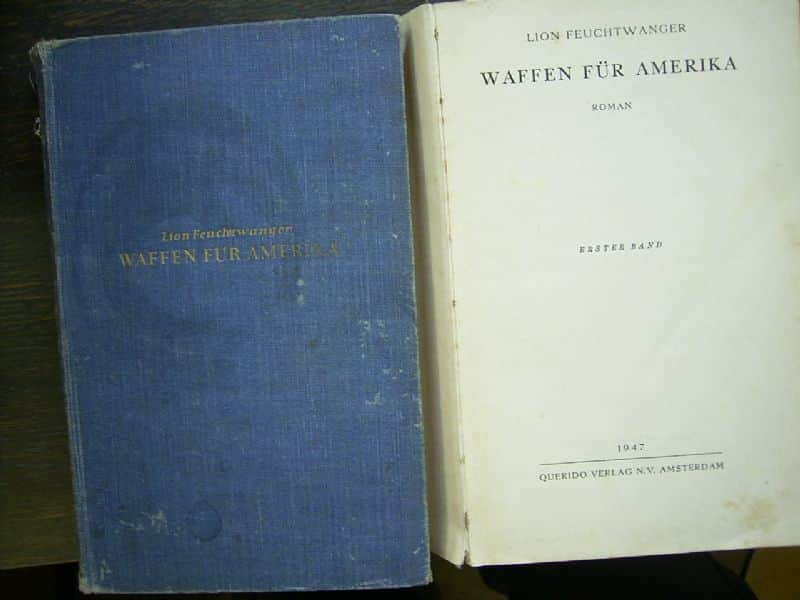 Lion Feuchtwanger
WAFFEN FÜR AMERIKA
LION FEUCHTWANGER
WAFFEN FÜR AMERIKA
ROMAN
ERSTER BAND
1947
QUERIDO VERLAG N.V. AMSTERDAM